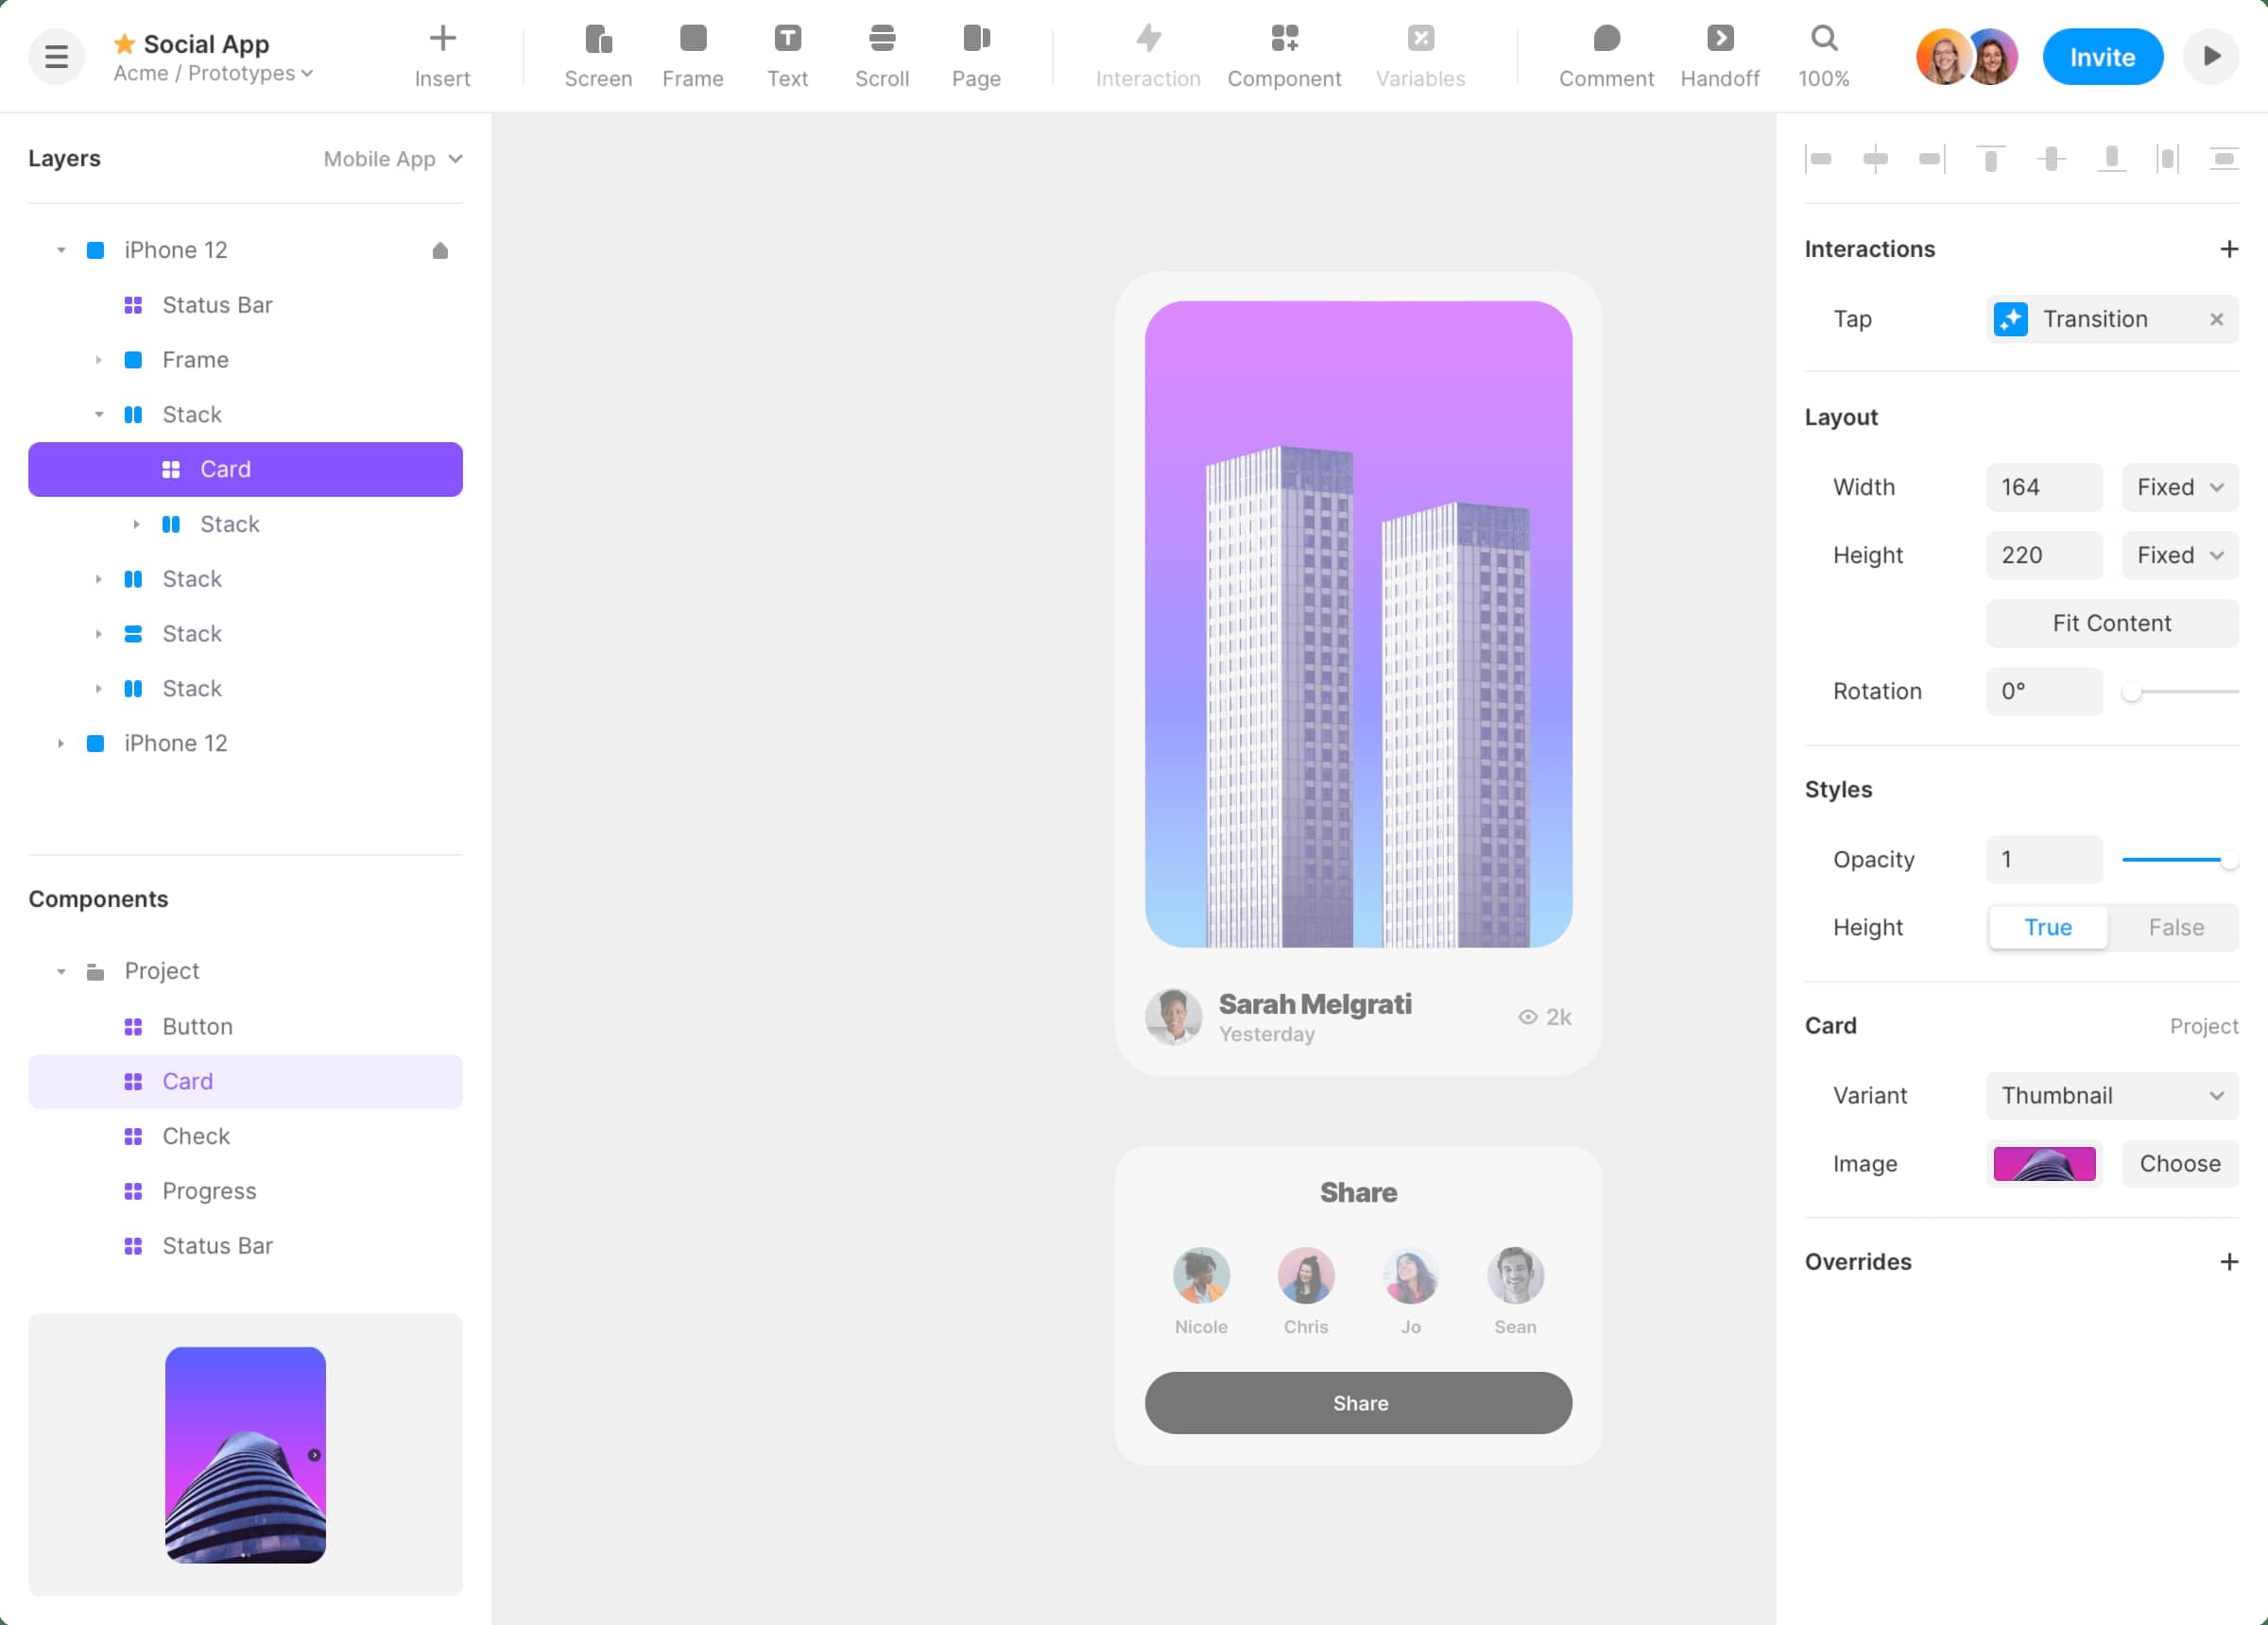 Social App
Acme / Prototypes
Insert
Screen
Frame
Text
Scroll
Page
Interaction
Component
Variables
Comment
Handoff
100%
Invite
Layers
Mobile App
iPhone 12
Status Bar
Frame
Stack
Card
Stack
Stack
Stack
Stack
iPhone 12
Components
Project
Button
Card
Check
Progress
Status Bar
Sarah Melgrati
Yesterday
2k
Share
Nicole
Chris
Jo
Sean
Share
Interactions
Tap
Transition
Layout
Width
164
Fixed
Height
220
Fixed
Fit Content
Rotation
0°
Styles
Opacity
1
Height
True
False
Card
Project
Variant
Thumbnail
Image
Choose
Overrides